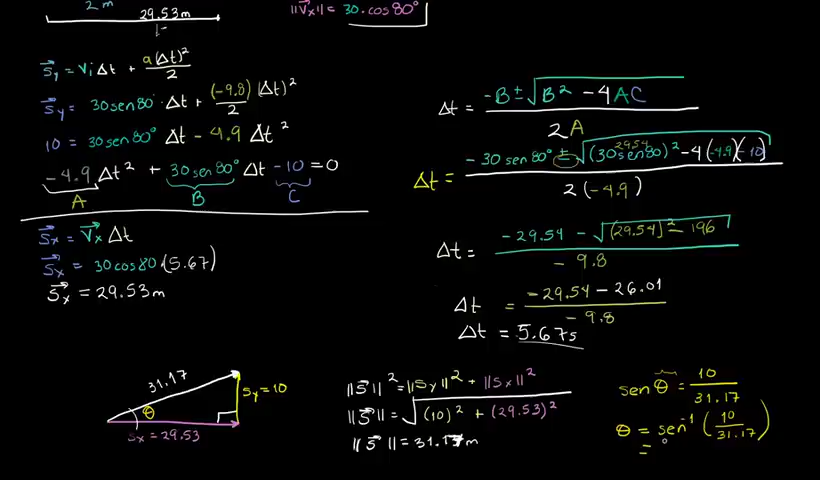 2 m
29.53 m
||V⃗x|| = 30.cos80°
S⃗y = Vi Δt + a(Δt)²/2
S⃗y = 30sen80° · Δt + (-9.8)(Δt)²/2
10 = 30sen80° Δt - 4.9 Δt²
-4.9 Δt² + 30sen80° Δt - 10 = 0
A B C
S⃗x = V⃗x Δt
S⃗x = 30cos80.(5.67)
S⃗x = 29.53m
Δt = -B ± √B² - 4AC / 2A
29.54
Δt = -30 sen80° ± √(30sen80)² - 4(-4.9)(-10) / 2(-4.9)
Δt = -29.54 - √(29.54)² - 196 / -9.8
Δt = -29.54 - 26.01 / -9.8
Δt = 5.67s
31.17
θ
Sy = 10
Sx = 29.53
||S⃗||² = ||Sy||² + ||Sx||²
||S⃗|| = √(10)² + (29.53)²
||S⃗|| = 31.17 m
sen θ = 10/31.17
θ = sen⁻¹(10/31.17)
=